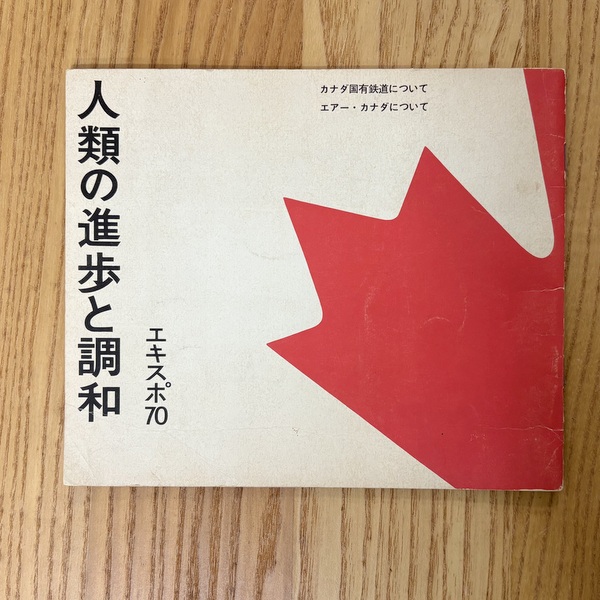 人類の進歩と調和
エキスポ70
カナダ国有鉄道について
エアー・カナダについて